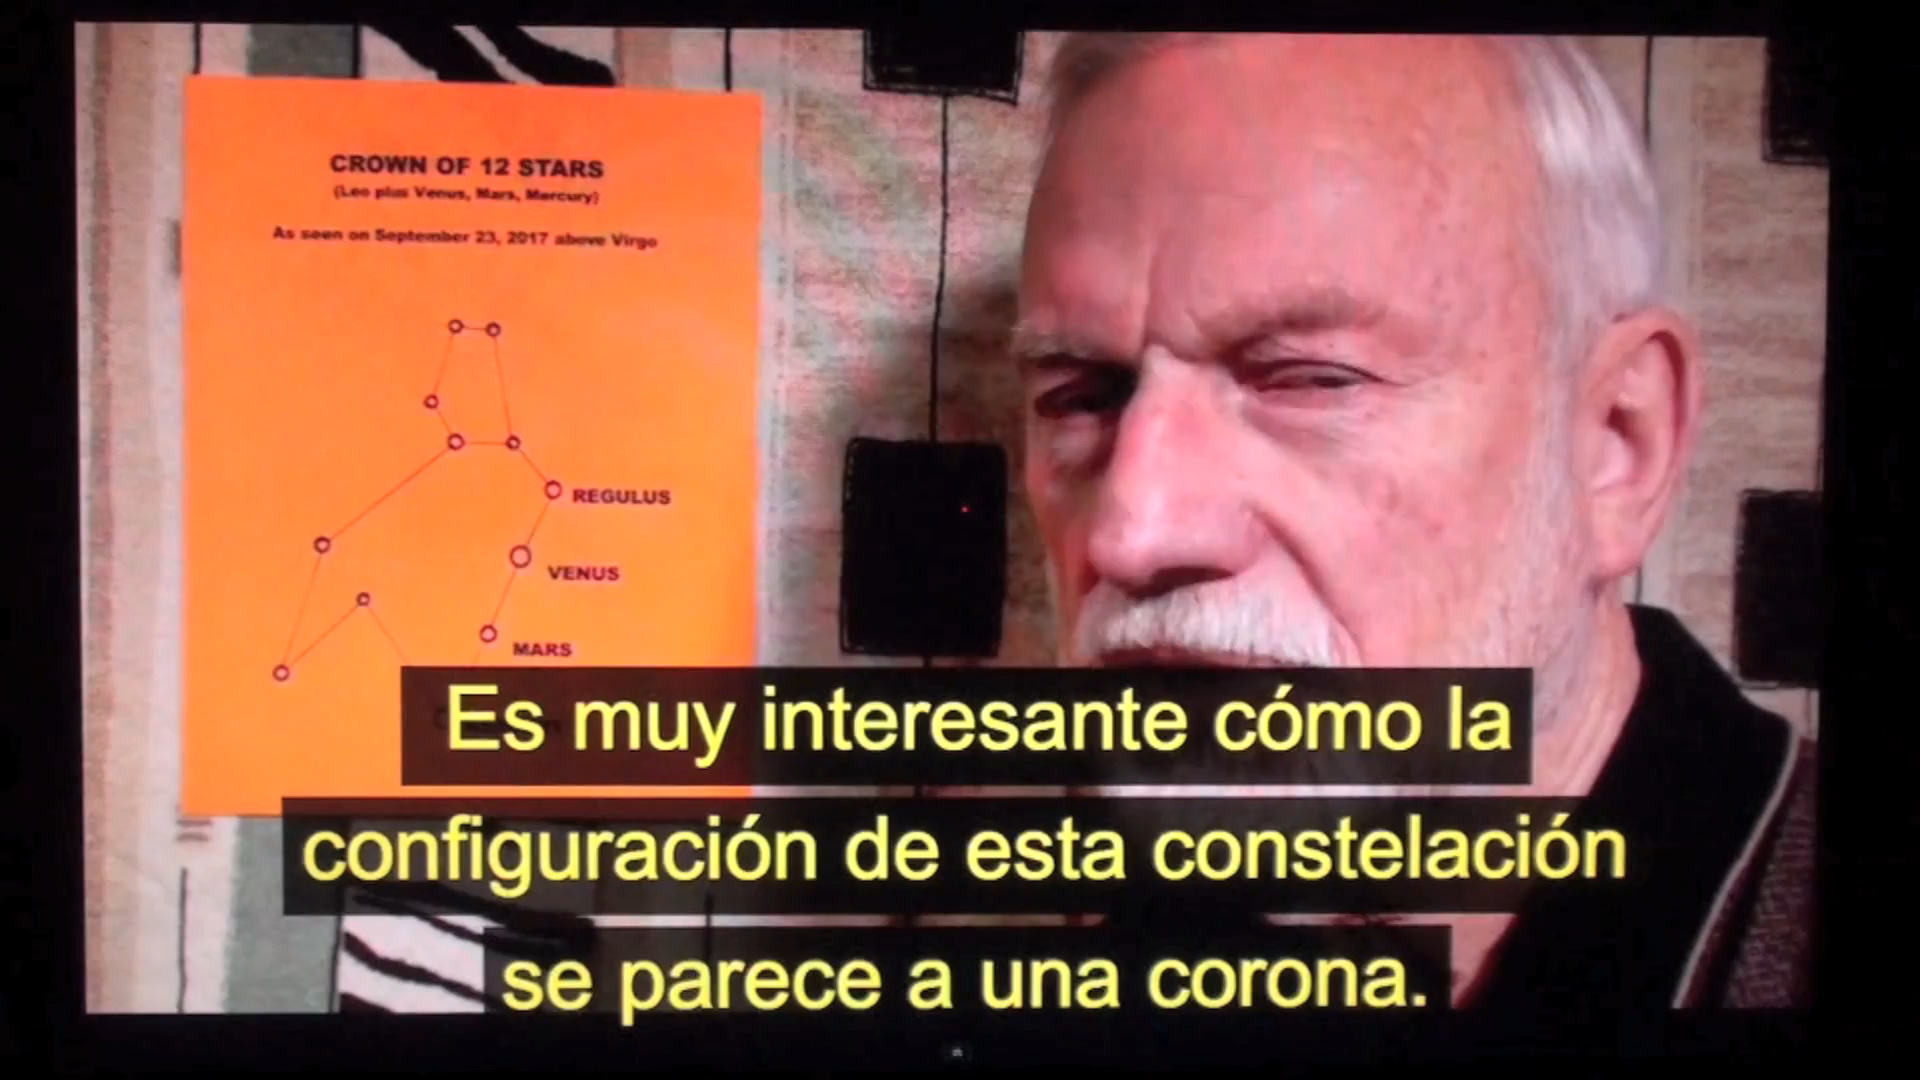 CROWN OF 12 STARS
(Leo plus Venus, Mars, Mercury)
As seen on September 23, 2017 above Virgo
REGULUS
VENUS
MARS
Es muy interesante cómo la
configuración de esta constelación
se parece a una corona.